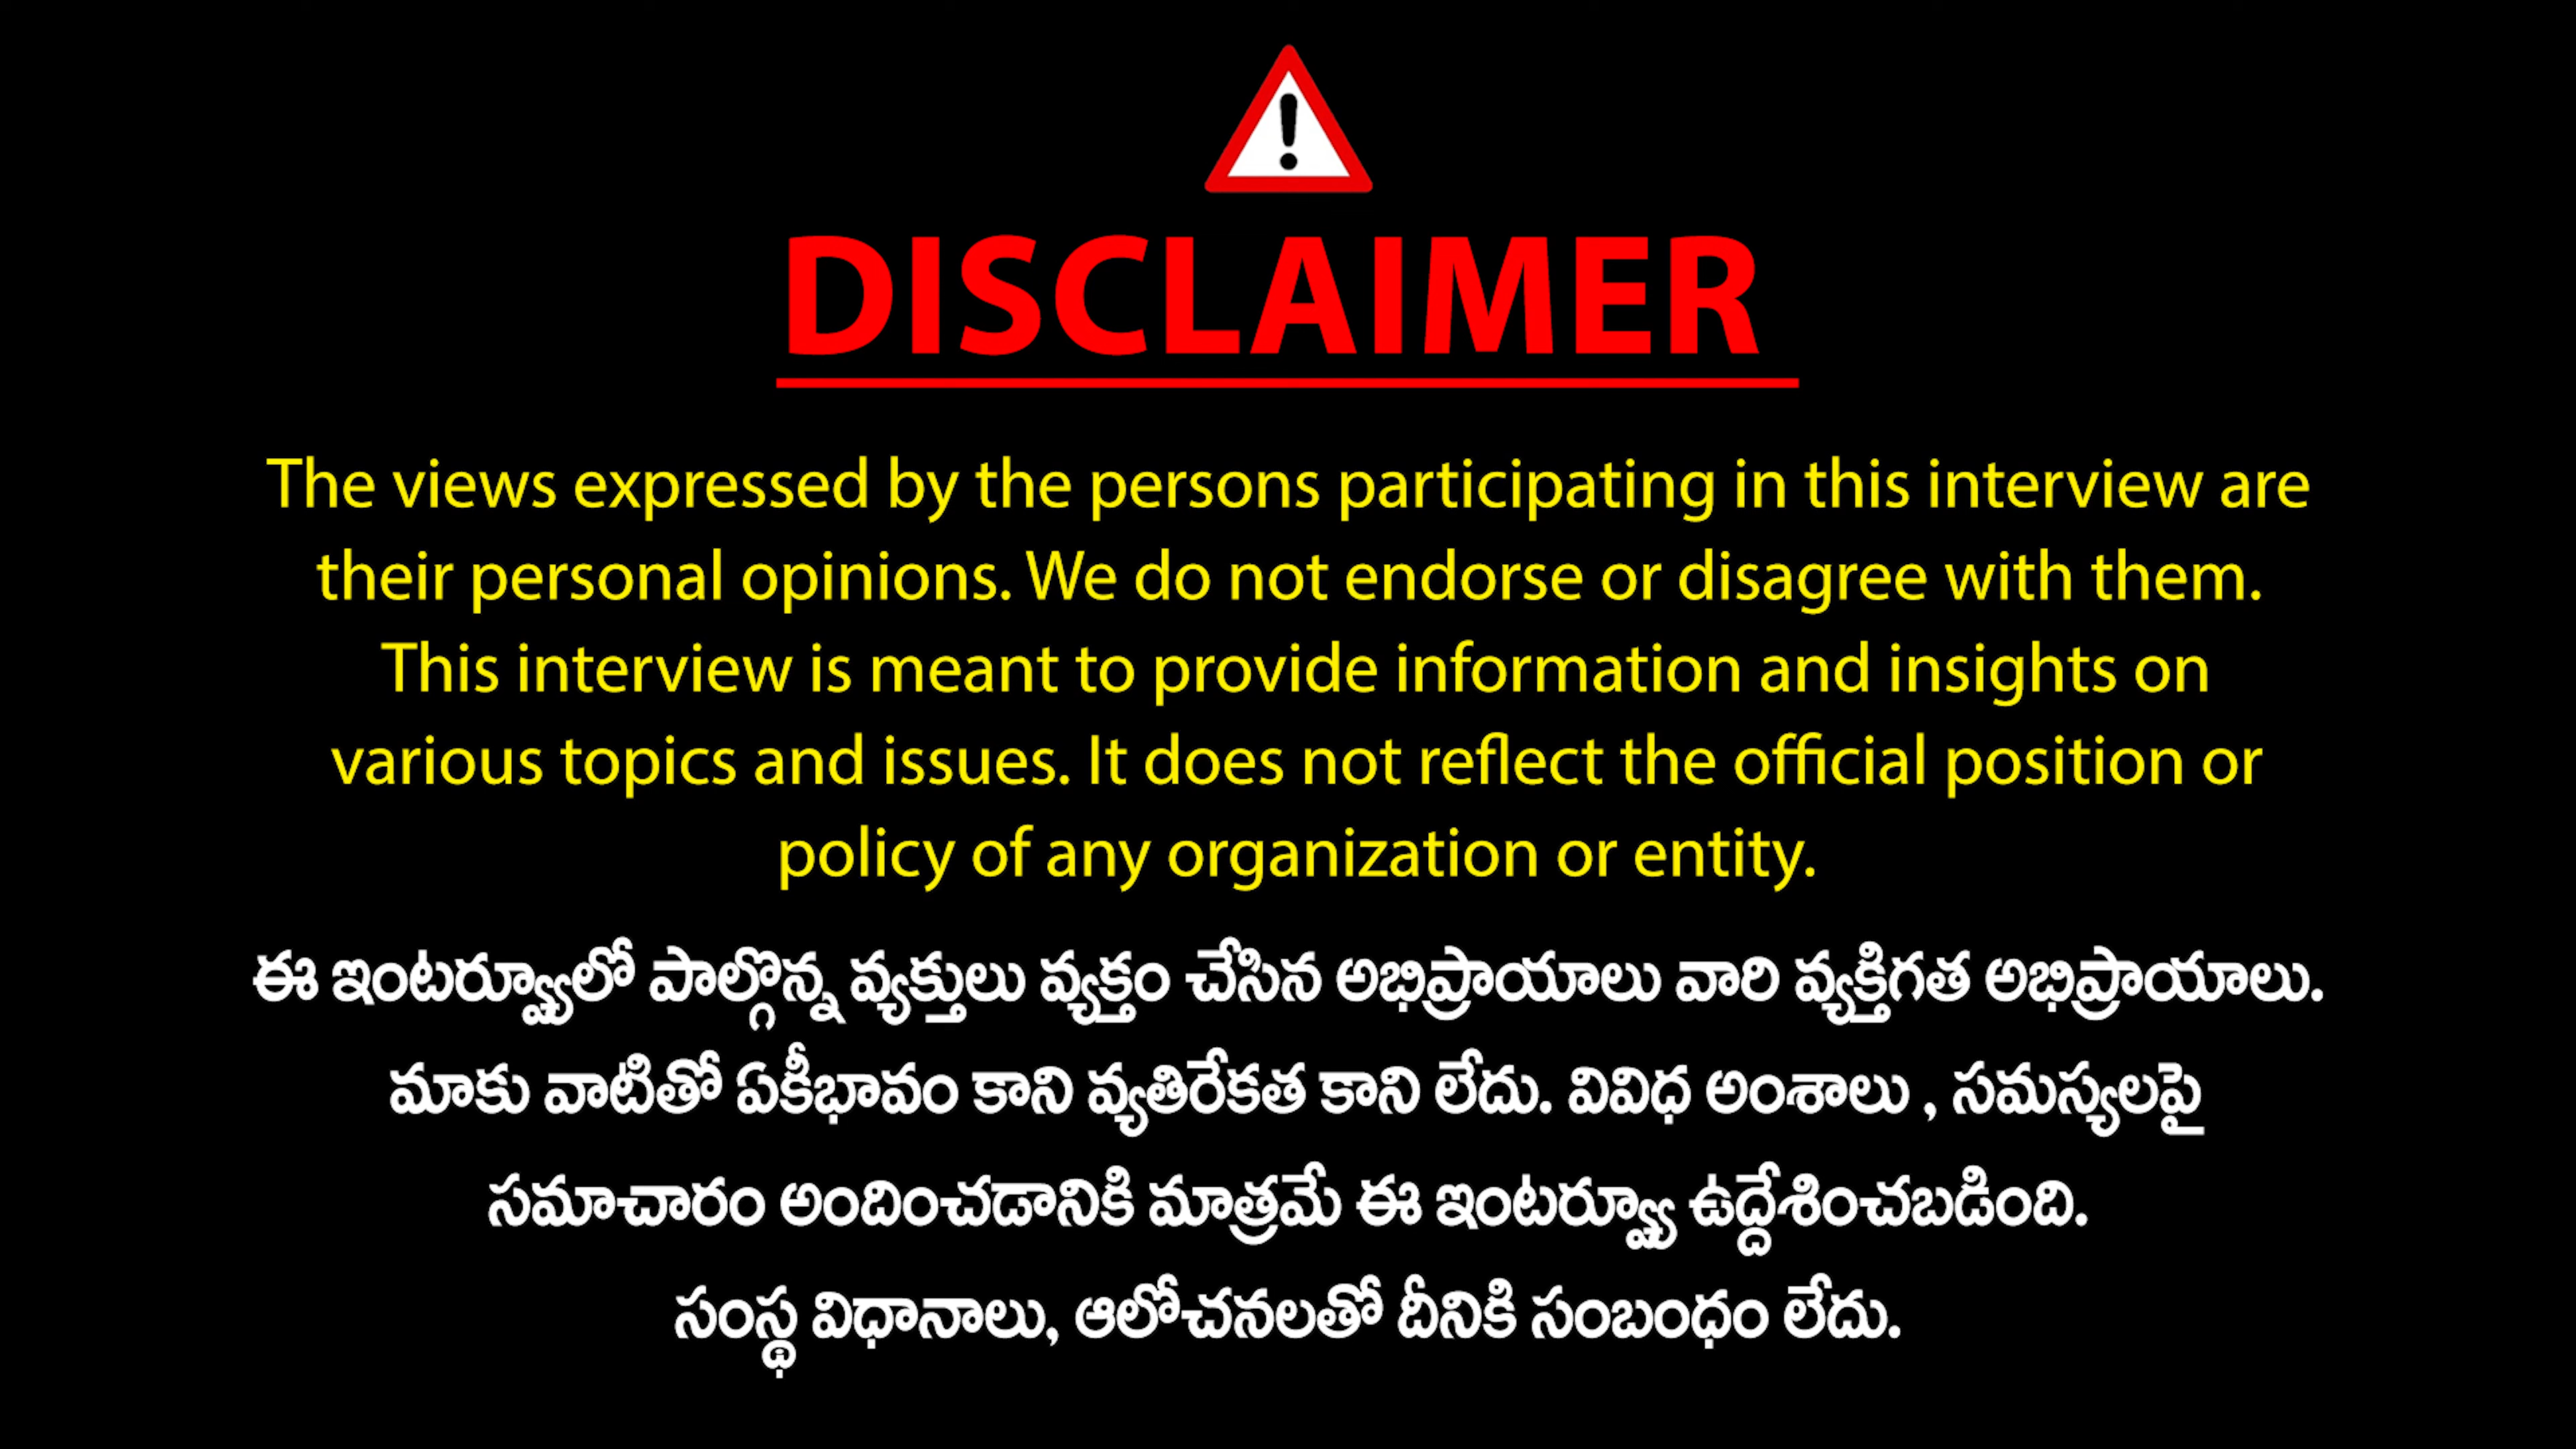 DISCLAIMER
The views expressed by the persons participating in this interview are
their personal opinions. We do not endorse or disagree with them.
This interview is meant to provide information and insights on
various topics and issues. It does not reflect the official position or
policy of any organization or entity.
ఈ ఇంటర్వ్యూలో పాల్గొన్న వ్యక్తులు వ్యక్తం చేసిన అభిప్రాయాలు వారి వ్యక్తిగత అభిప్రాయాలు.
మాకు వాటితో ఏకీభావం కాని వ్యతిరేకత కాని లేదు. వివిధ అంశాలు , సమస్యలపై
సమాచారం అందించడానికి మాత్రమే ఈ ఇంటర్వ్యూ ఉద్దేశించబడింది.
సంస్థ విధానాలు, ఆలోచనలతో దీనికి సంబంధం లేదు.